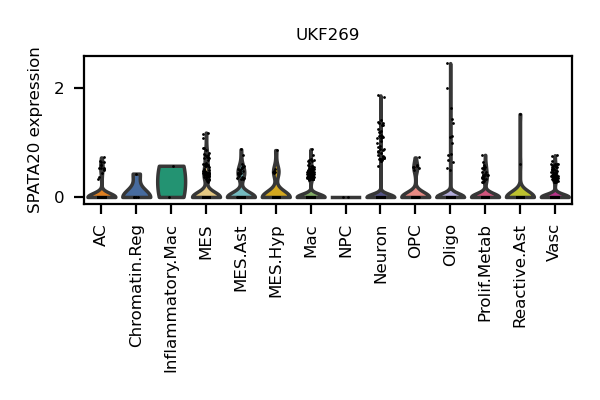 UKF269
SPATA20 expression
2
0
AC
Chromatin.Reg
Inflammatory.Mac
MES
MES.Ast
MES.Hyp
Mac
NPC
Neuron
OPC
Oligo
Prolif.Metab
Reactive.Ast
Vasc